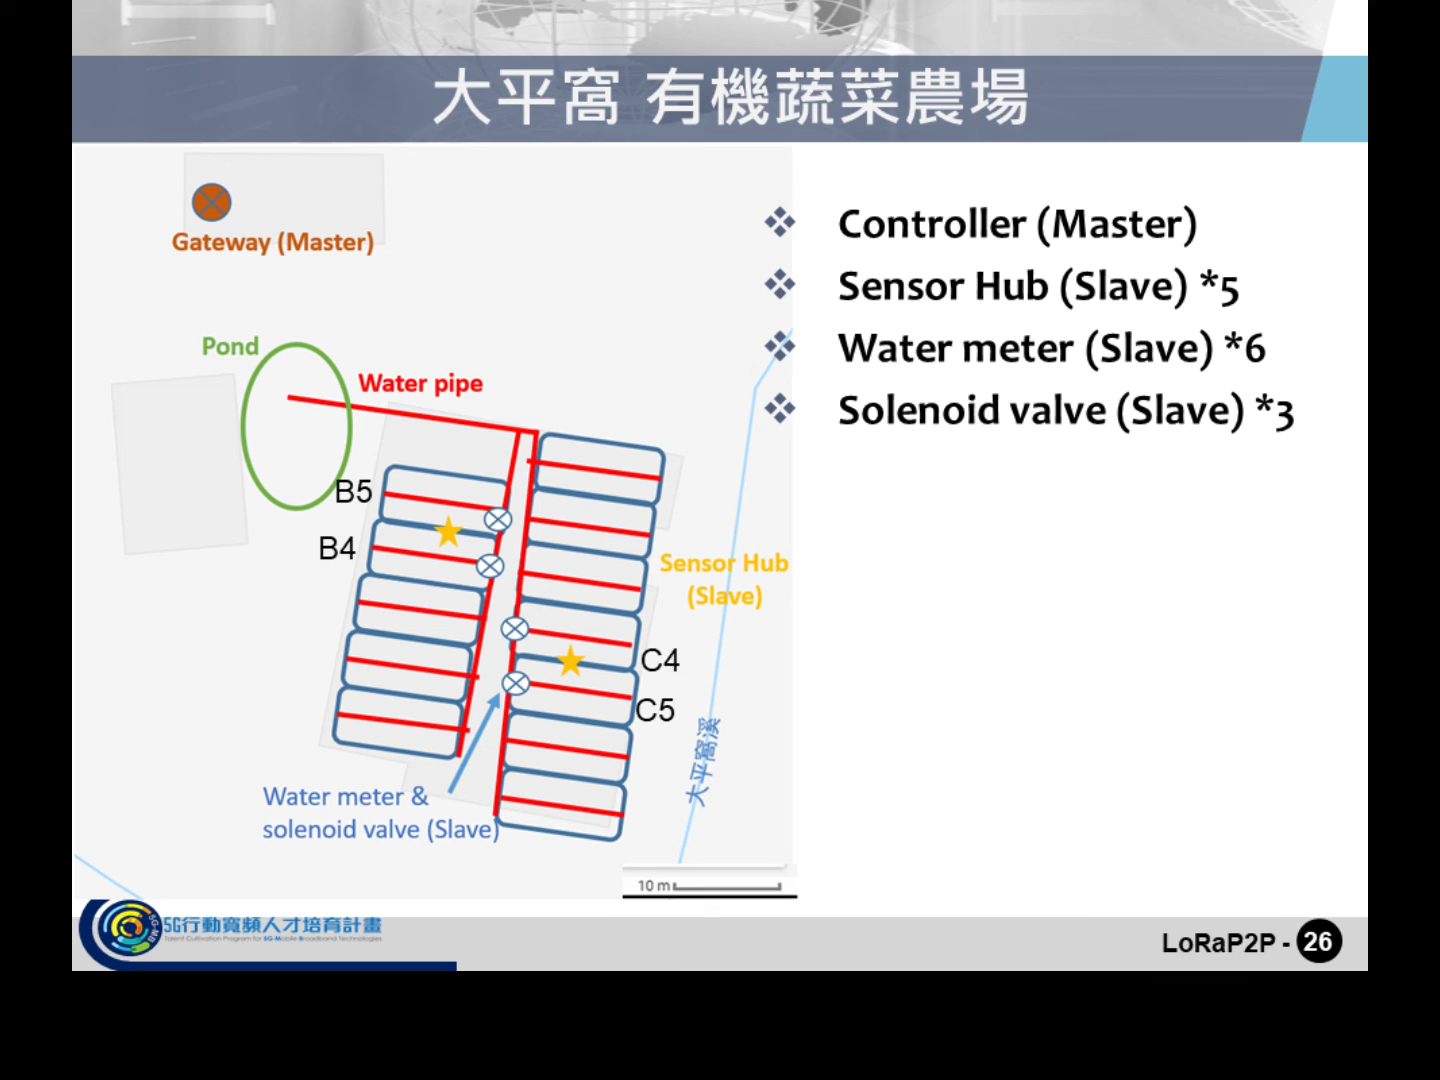 大平窩 有機蔬菜農場
Gateway (Master)
Pond
Water pipe
B5
B4
Sensor Hub
(Slave)
C4
C5
大平窩溪
Water meter &
solenoid valve (Slave)
10 m
Controller (Master)
Sensor Hub (Slave) *5
Water meter (Slave) *6
Solenoid valve (Slave) *3
5G行動寬頻人才培育計畫
Talent Cultivation Program for 5G-Mobile Broadband Technologies
LoRaP2P - 26